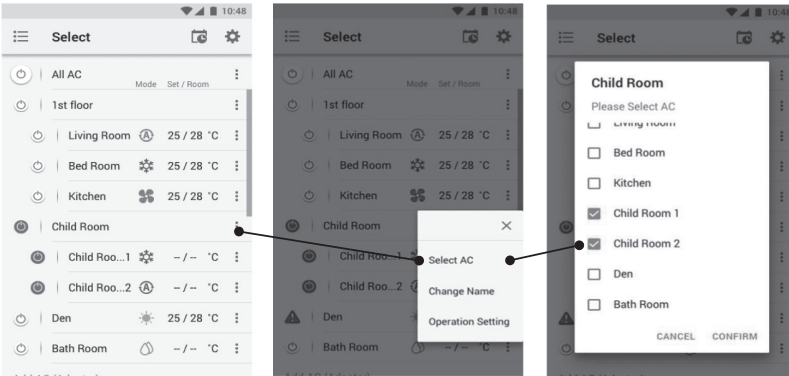 10:48
Select
All AC
Mode Set / Room
1st floor
Living Room 25 / 28 °C
Bed Room 25 / 28 °C
Kitchen 25 / 28 °C
Child Room
Child Roo...1 -- / -- °C
Child Roo...2 -- / -- °C
Den 25 / 28 °C
Bath Room -- / -- °C
10:48
Select
All AC
Mode Set / Room
1st floor
Living Room 25 / 28 °C
Bed Room 25 / 28 °C
Kitchen 25 / 28 °C
Child Room
Child Roo...1
Select AC
Child Roo...2
Change Name
Den
Operation Setting
Bath Room -- / -- °C
10:48
Select
Child Room
Please Select AC
Living Room
Bed Room
Kitchen
Child Room 1
Child Room 2
Den
Bath Room
CANCEL CONFIRM